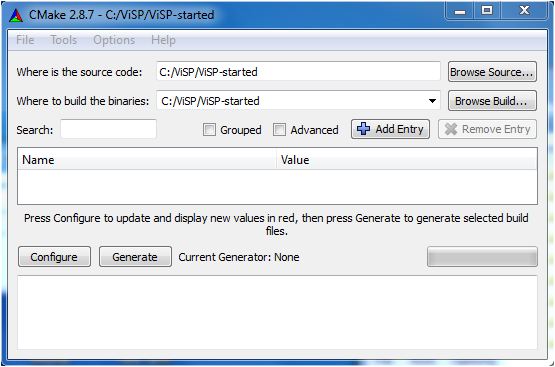 CMake 2.8.7 - C:/ViSP/ViSP-started
File Tools Options Help
Where is the source code: C:/ViSP/ViSP-started Browse Source...
Where to build the binaries: C:/ViSP/ViSP-started Browse Build...
Search: Grouped Advanced Add Entry Remove Entry
Name Value
Press Configure to update and display new values in red, then press Generate to generate selected build
files.
Configure Generate Current Generator: None